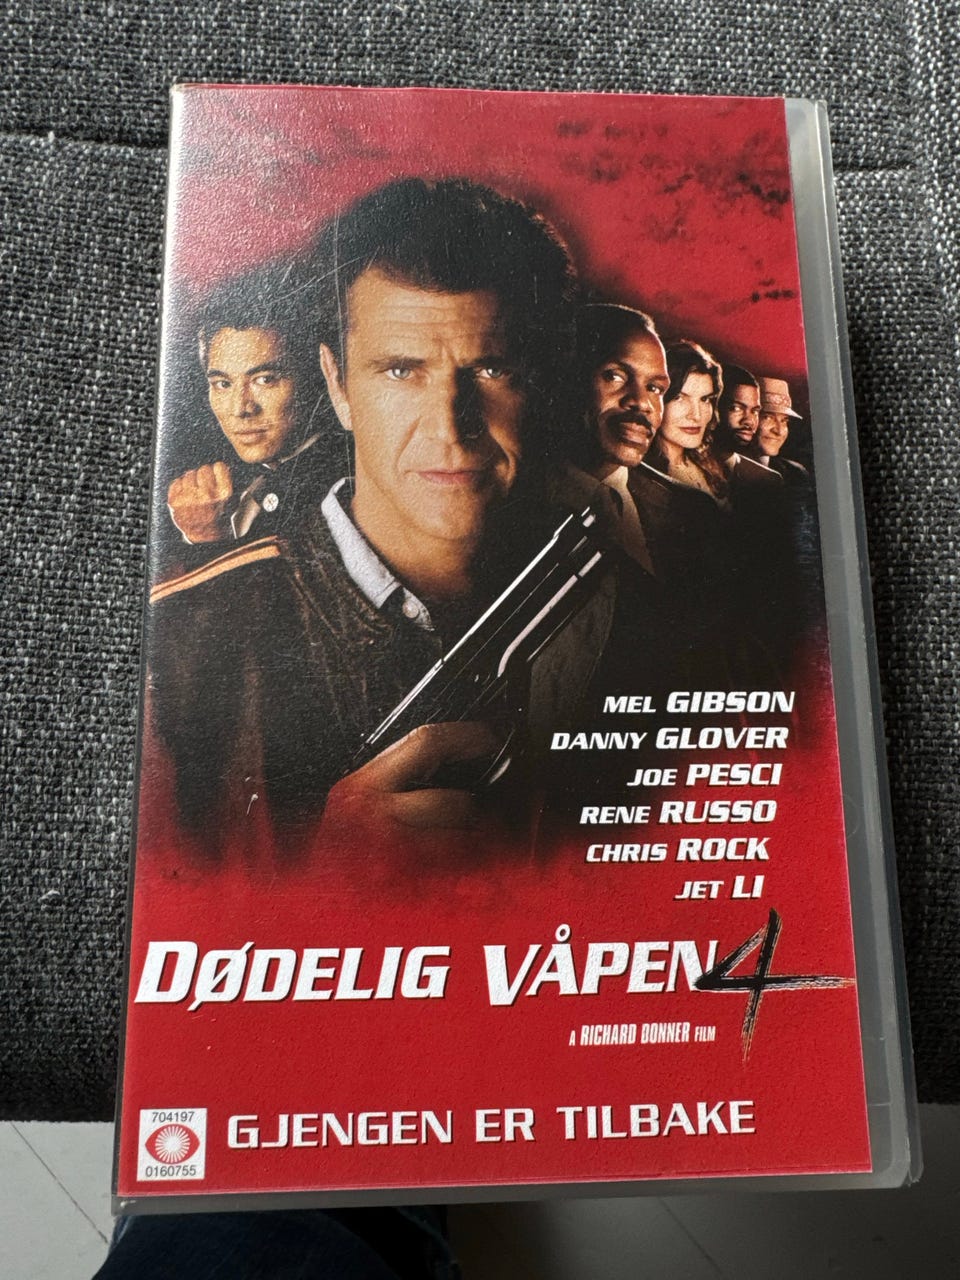 MEL GIBSON
DANNY GLOVER
JOE PESCI
RENE RUSSO
CHRIS ROCK
JET LI
DØDELIG VÅPEN 4
A RICHARD DONNER FILM
704197
0160755
GJENGEN ER TILBAKE